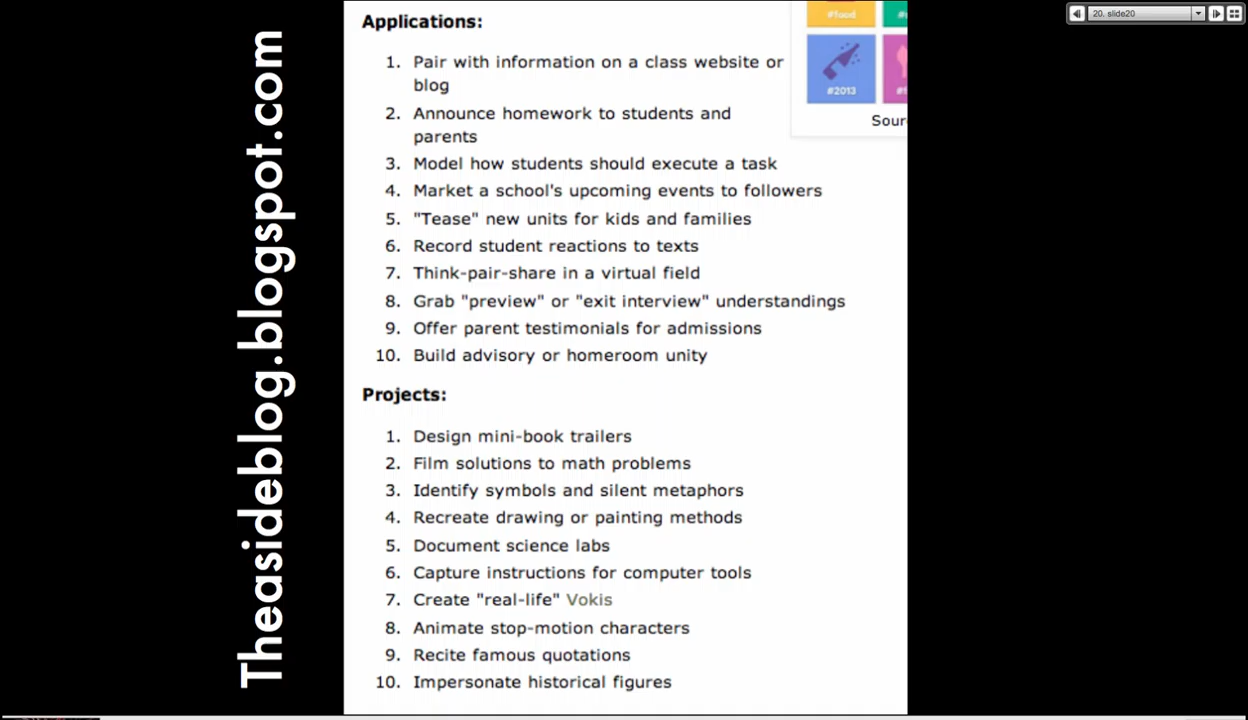 Theasideblog.blogspot.com
20. slide20
Applications:
1. Pair with information on a class website or
blog
2. Announce homework to students and
parents
3. Model how students should execute a task
4. Market a school's upcoming events to followers
5. "Tease" new units for kids and families
6. Record student reactions to texts
7. Think-pair-share in a virtual field
8. Grab "preview" or "exit interview" understandings
9. Offer parent testimonials for admissions
10. Build advisory or homeroom unity
#food
#2013
Projects:
1. Design mini-book trailers
2. Film solutions to math problems
3. Identify symbols and silent metaphors
4. Recreate drawing or painting methods
5. Document science labs
6. Capture instructions for computer tools
7. Create "real-life" Vokis
8. Animate stop-motion characters
9. Recite famous quotations
10. Impersonate historical figures